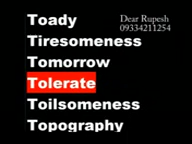 Toady
Dear Rupesh
09334211254
Tiresomeness
Tomorrow
Tolerate
Toilsomeness
Topography